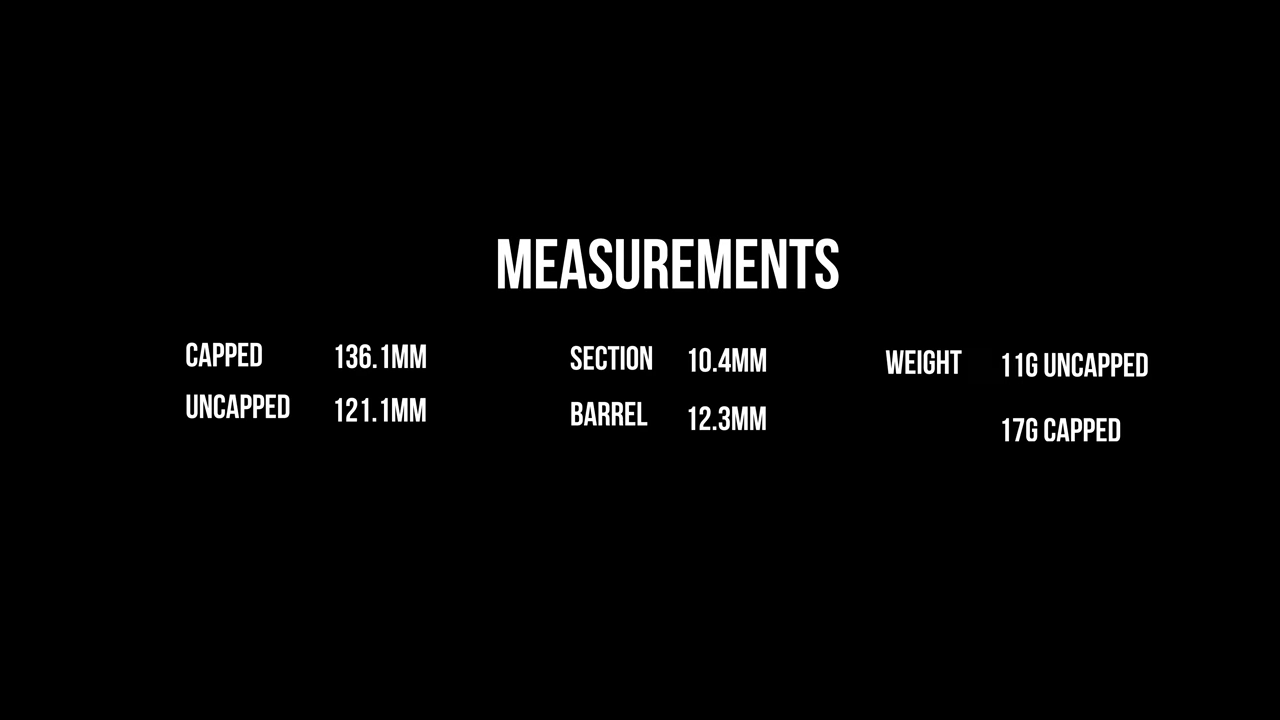 MEASUREMENTS
CAPPED 136.1MM
UNCAPPED 121.1MM
SECTION 10.4MM
BARREL 12.3MM
WEIGHT 11G UNCAPPED
17G CAPPED